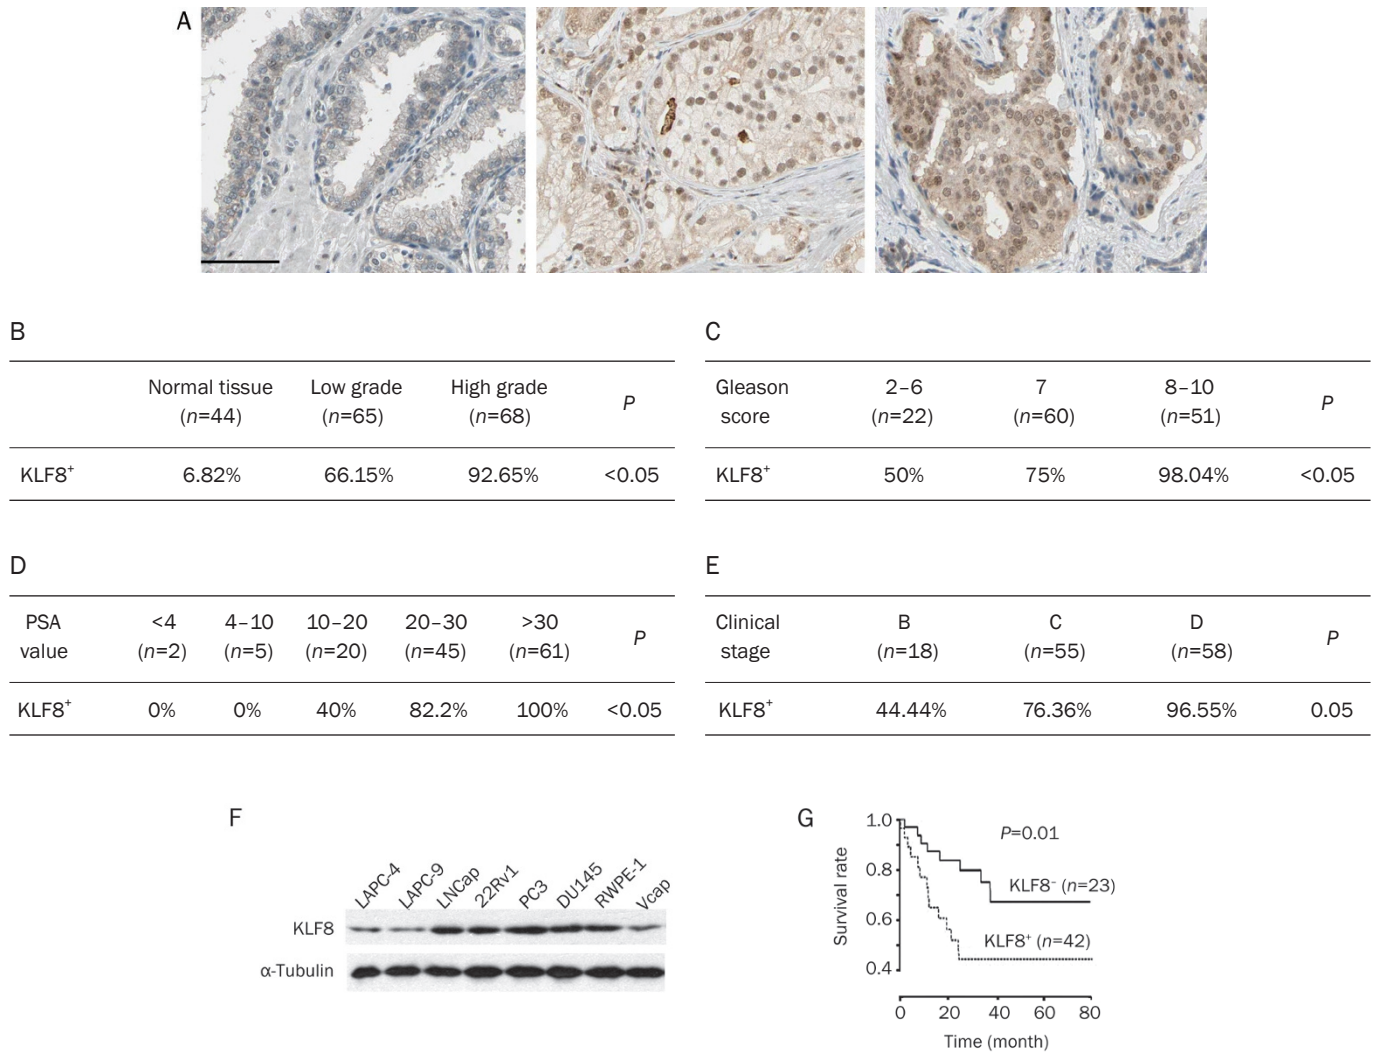 A
B
Normal tissue Low grade High grade P
(n=44) (n=65) (n=68)
KLF8⁺ 6.82% 66.15% 92.65% <0.05
C
Gleason 2–6 7 8–10 P
score (n=22) (n=60) (n=51)
KLF8⁺ 50% 75% 98.04% <0.05
D
PSA <4 4–10 10–20 20–30 >30 P
value (n=2) (n=5) (n=20) (n=45) (n=61)
KLF8⁺ 0% 0% 40% 82.2% 100% <0.05
E
Clinical B C D P
stage (n=18) (n=55) (n=58)
KLF8⁺ 44.44% 76.36% 96.55% 0.05
F
LAPC-4 LAPC-9 LNCap 22Rv1 PC3 DU145 RWPE-1 Vcap
KLF8
α-Tubulin
G
1.0
0.8
0.6
0.4
Survival rate
P=0.01
KLF8⁻ (n=23)
KLF8⁺ (n=42)
0 20 40 60 80
Time (month)